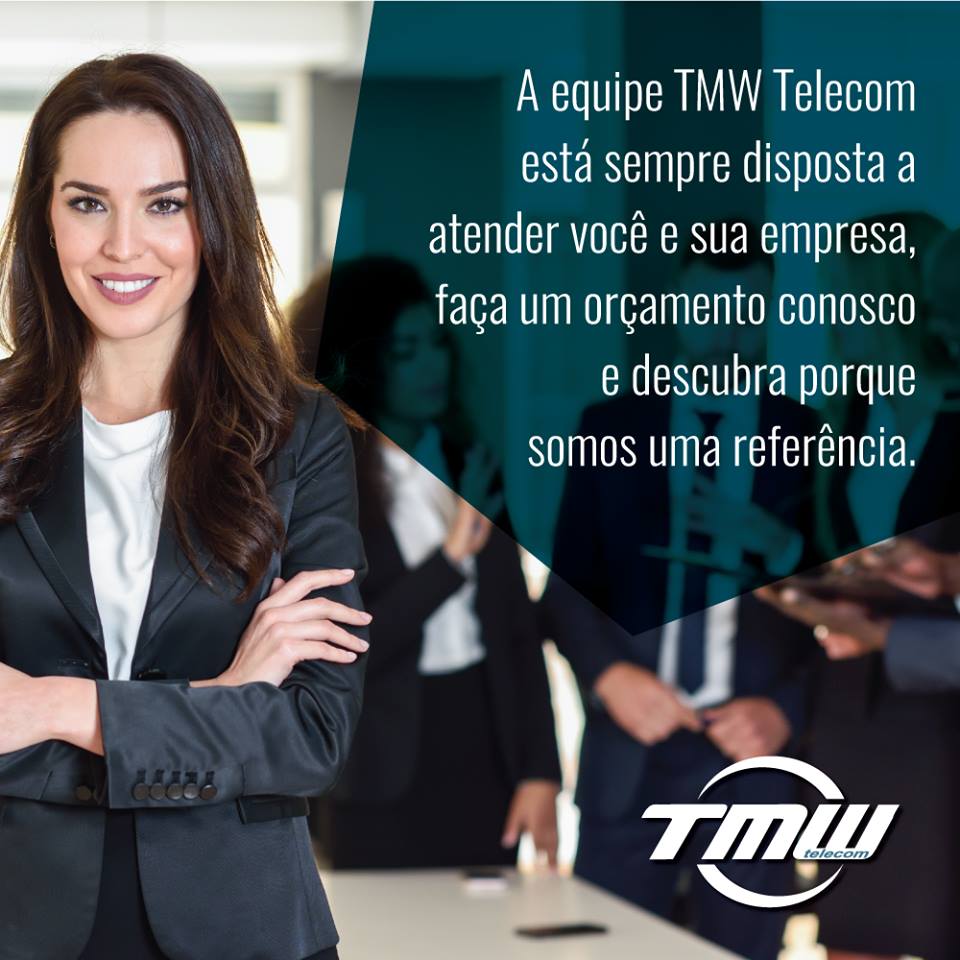 A equipe TMW Telecom
está sempre disposta a
atender você e sua empresa,
faça um orçamento conosco
e descubra porque
somos uma referência.
TMW
telecom